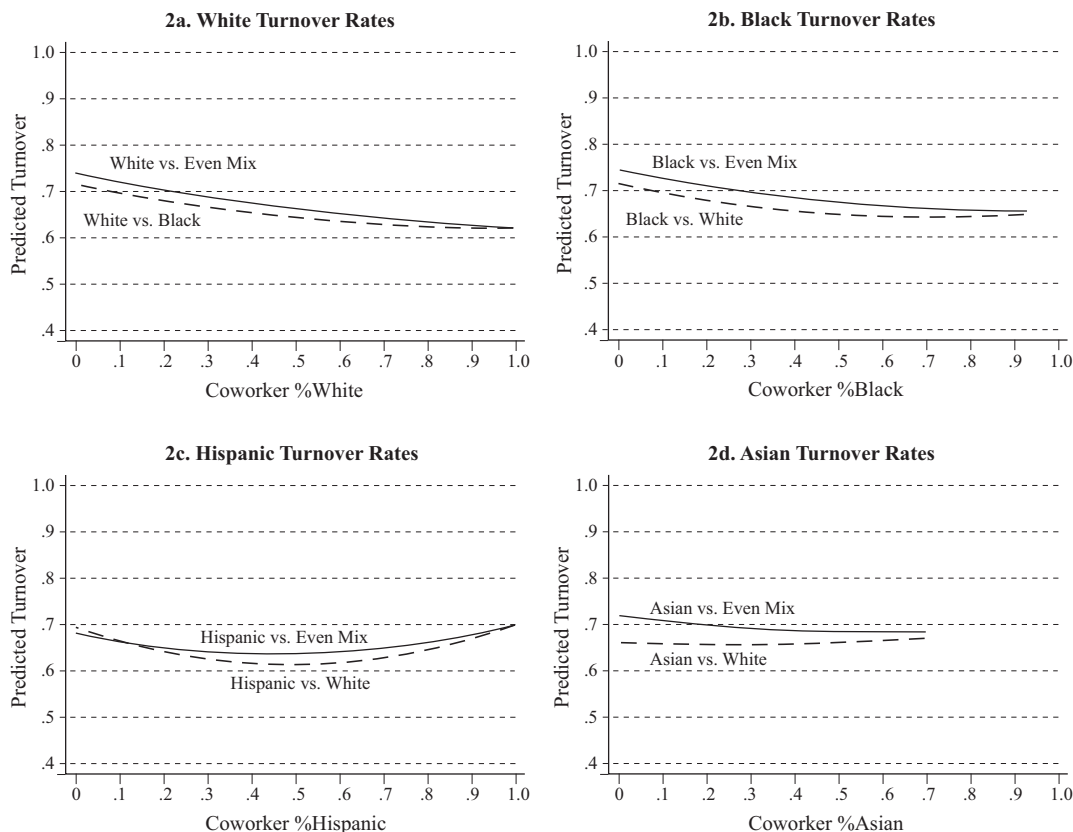 2a. White Turnover Rates
Predicted Turnover
1.0
.9
.8
.7
.6
.5
.4
White vs. Even Mix
White vs. Black
0 .1 .2 .3 .4 .5 .6 .7 .8 .9 1.0
Coworker %White
2b. Black Turnover Rates
Predicted Turnover
1.0
.9
.8
.7
.6
.5
.4
Black vs. Even Mix
Black vs. White
0 .1 .2 .3 .4 .5 .6 .7 .8 .9 1.0
Coworker %Black
2c. Hispanic Turnover Rates
Predicted Turnover
1.0
.9
.8
.7
.6
.5
.4
Hispanic vs. Even Mix
Hispanic vs. White
0 .1 .2 .3 .4 .5 .6 .7 .8 .9 1.0
Coworker %Hispanic
2d. Asian Turnover Rates
Predicted Turnover
1.0
.9
.8
.7
.6
.5
.4
Asian vs. Even Mix
Asian vs. White
0 .1 .2 .3 .4 .5 .6 .7 .8 .9 1.0
Coworker %Asian